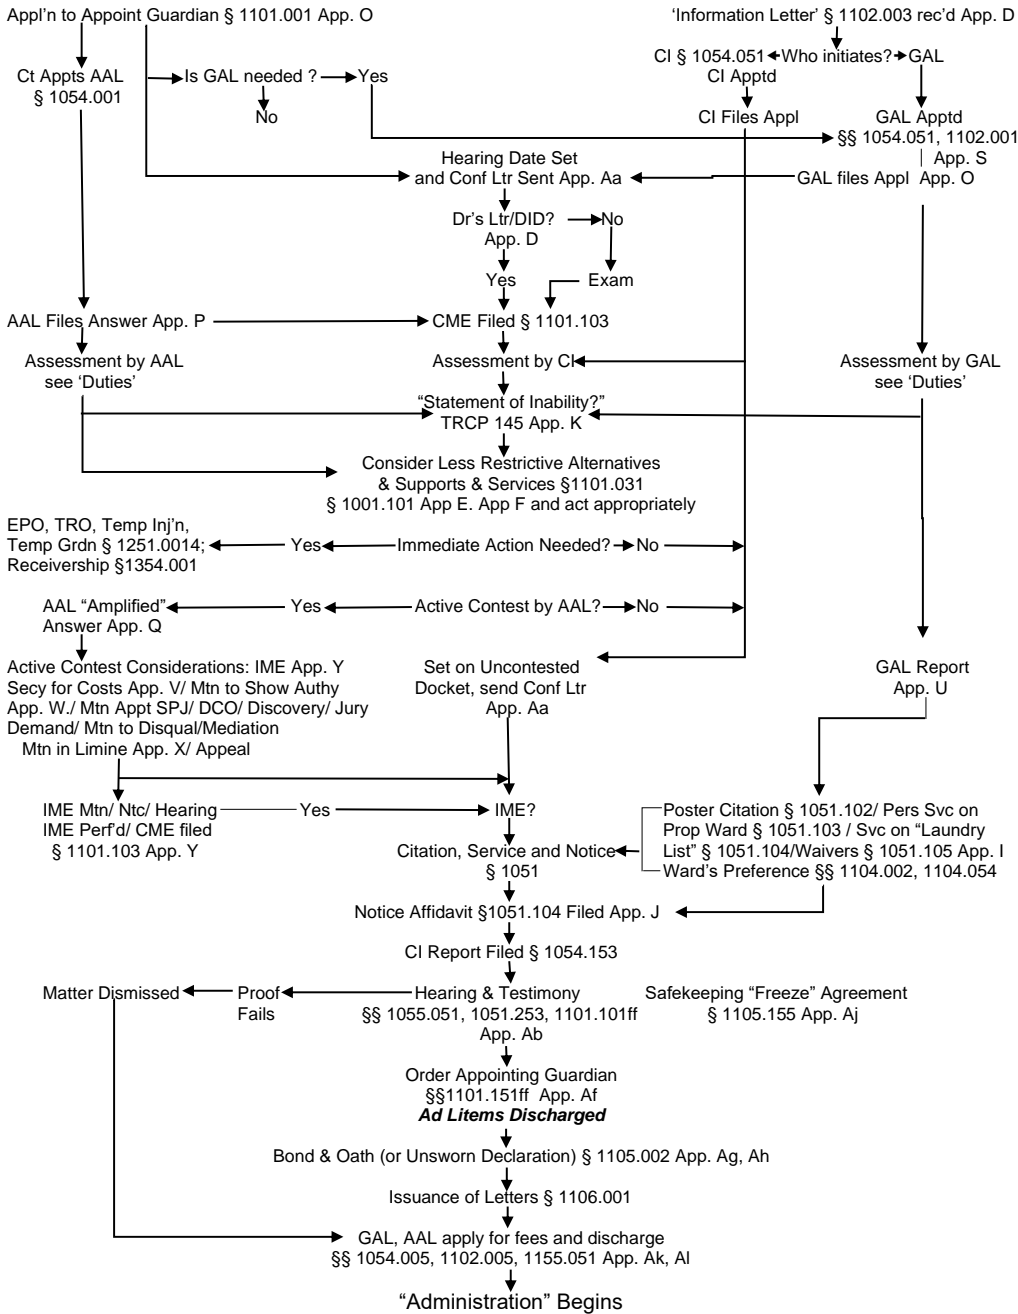 Appl’n to Appoint Guardian § 1101.001 App. O
‘Information Letter’ § 1102.003 rec’d App. D
CI § 1054.051
Who initiates?
GAL
Ct Appts AAL
§ 1054.001
Is GAL needed ?
Yes
No
CI Apptd
CI Files Appl
GAL Apptd
§§ 1054.051, 1102.001
App. S
Hearing Date Set
and Conf Ltr Sent App. Aa
GAL files Appl App. O
Dr’s Ltr/DID?
App. D
No
Yes
Exam
AAL Files Answer App. P
CME Filed § 1101.103
Assessment by AAL
see ‘Duties’
Assessment by CI
Assessment by GAL
see ‘Duties’
“Statement of Inability?”
TRCP 145 App. K
Consider Less Restrictive Alternatives
& Supports & Services §1101.031
§ 1001.101 App E. App F and act appropriately
EPO, TRO, Temp Inj’n,
Temp Grdn § 1251.0014;
Receivership §1354.001
Yes
Immediate Action Needed?
No
AAL “Amplified”
Answer App. Q
Yes
Active Contest by AAL?
No
Active Contest Considerations: IME App. Y
Secy for Costs App. V/ Mtn to Show Authy
App. W./ Mtn Appt SPJ/ DCO/ Discovery/ Jury
Demand/ Mtn to Disqual/Mediation
Mtn in Limine App. X/ Appeal
Set on Uncontested
Docket, send Conf Ltr
App. Aa
GAL Report
App. U
IME Mtn/ Ntc/ Hearing
IME Perf’d/ CME filed
§ 1101.103 App. Y
Yes
IME?
Poster Citation § 1051.102/ Pers Svc on
Prop Ward § 1051.103 / Svc on “Laundry
List” § 1051.104/Waivers § 1051.105 App. I
Ward’s Preference §§ 1104.002, 1104.054
Citation, Service and Notice
§ 1051
Notice Affidavit §1051.104 Filed App. J
CI Report Filed § 1054.153
Matter Dismissed
Proof
Fails
Hearing & Testimony
§§ 1055.051, 1051.253, 1101.101ff
App. Ab
Safekeeping “Freeze” Agreement
§ 1105.155 App. Aj
Order Appointing Guardian
§§1101.151ff App. Af
Ad Litems Discharged
Bond & Oath (or Unsworn Declaration) § 1105.002 App. Ag, Ah
Issuance of Letters § 1106.001
GAL, AAL apply for fees and discharge
§§ 1054.005, 1102.005, 1155.051 App. Ak, Al
“Administration” Begins